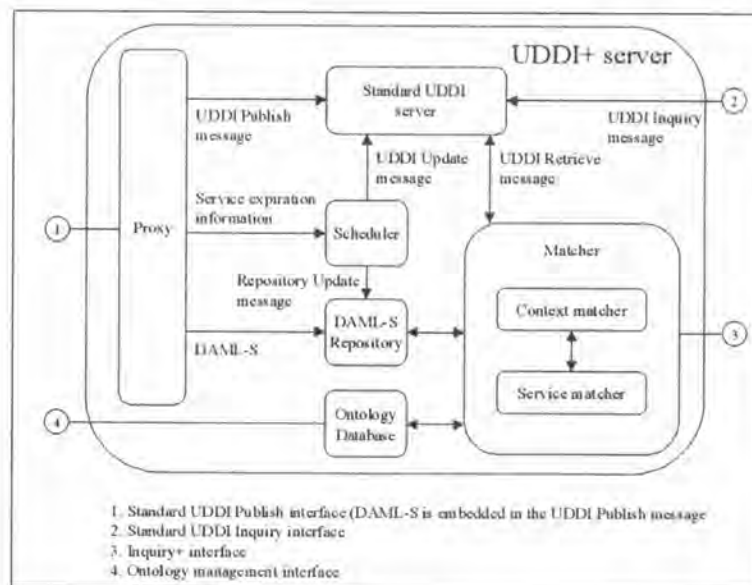 UDDI+ server
Standard UDDI
server
2
UDDI Publish
message
UDDI Inquiry
message
UDDI Update
message
UDDI Retrieve
message
Service expiration
information
1
Proxy
Scheduler
Matcher
Repository Update
message
Context matcher
DAML-S
Repository
3
DAML-S
Service matcher
Ontology
Database
4
1. Standard UDDI Publish interface (DAML-S is embedded in the UDDI Publish message
2. Standard UDDI Inquiry interface
3. Inquiry+ interface
4. Ontology management interface